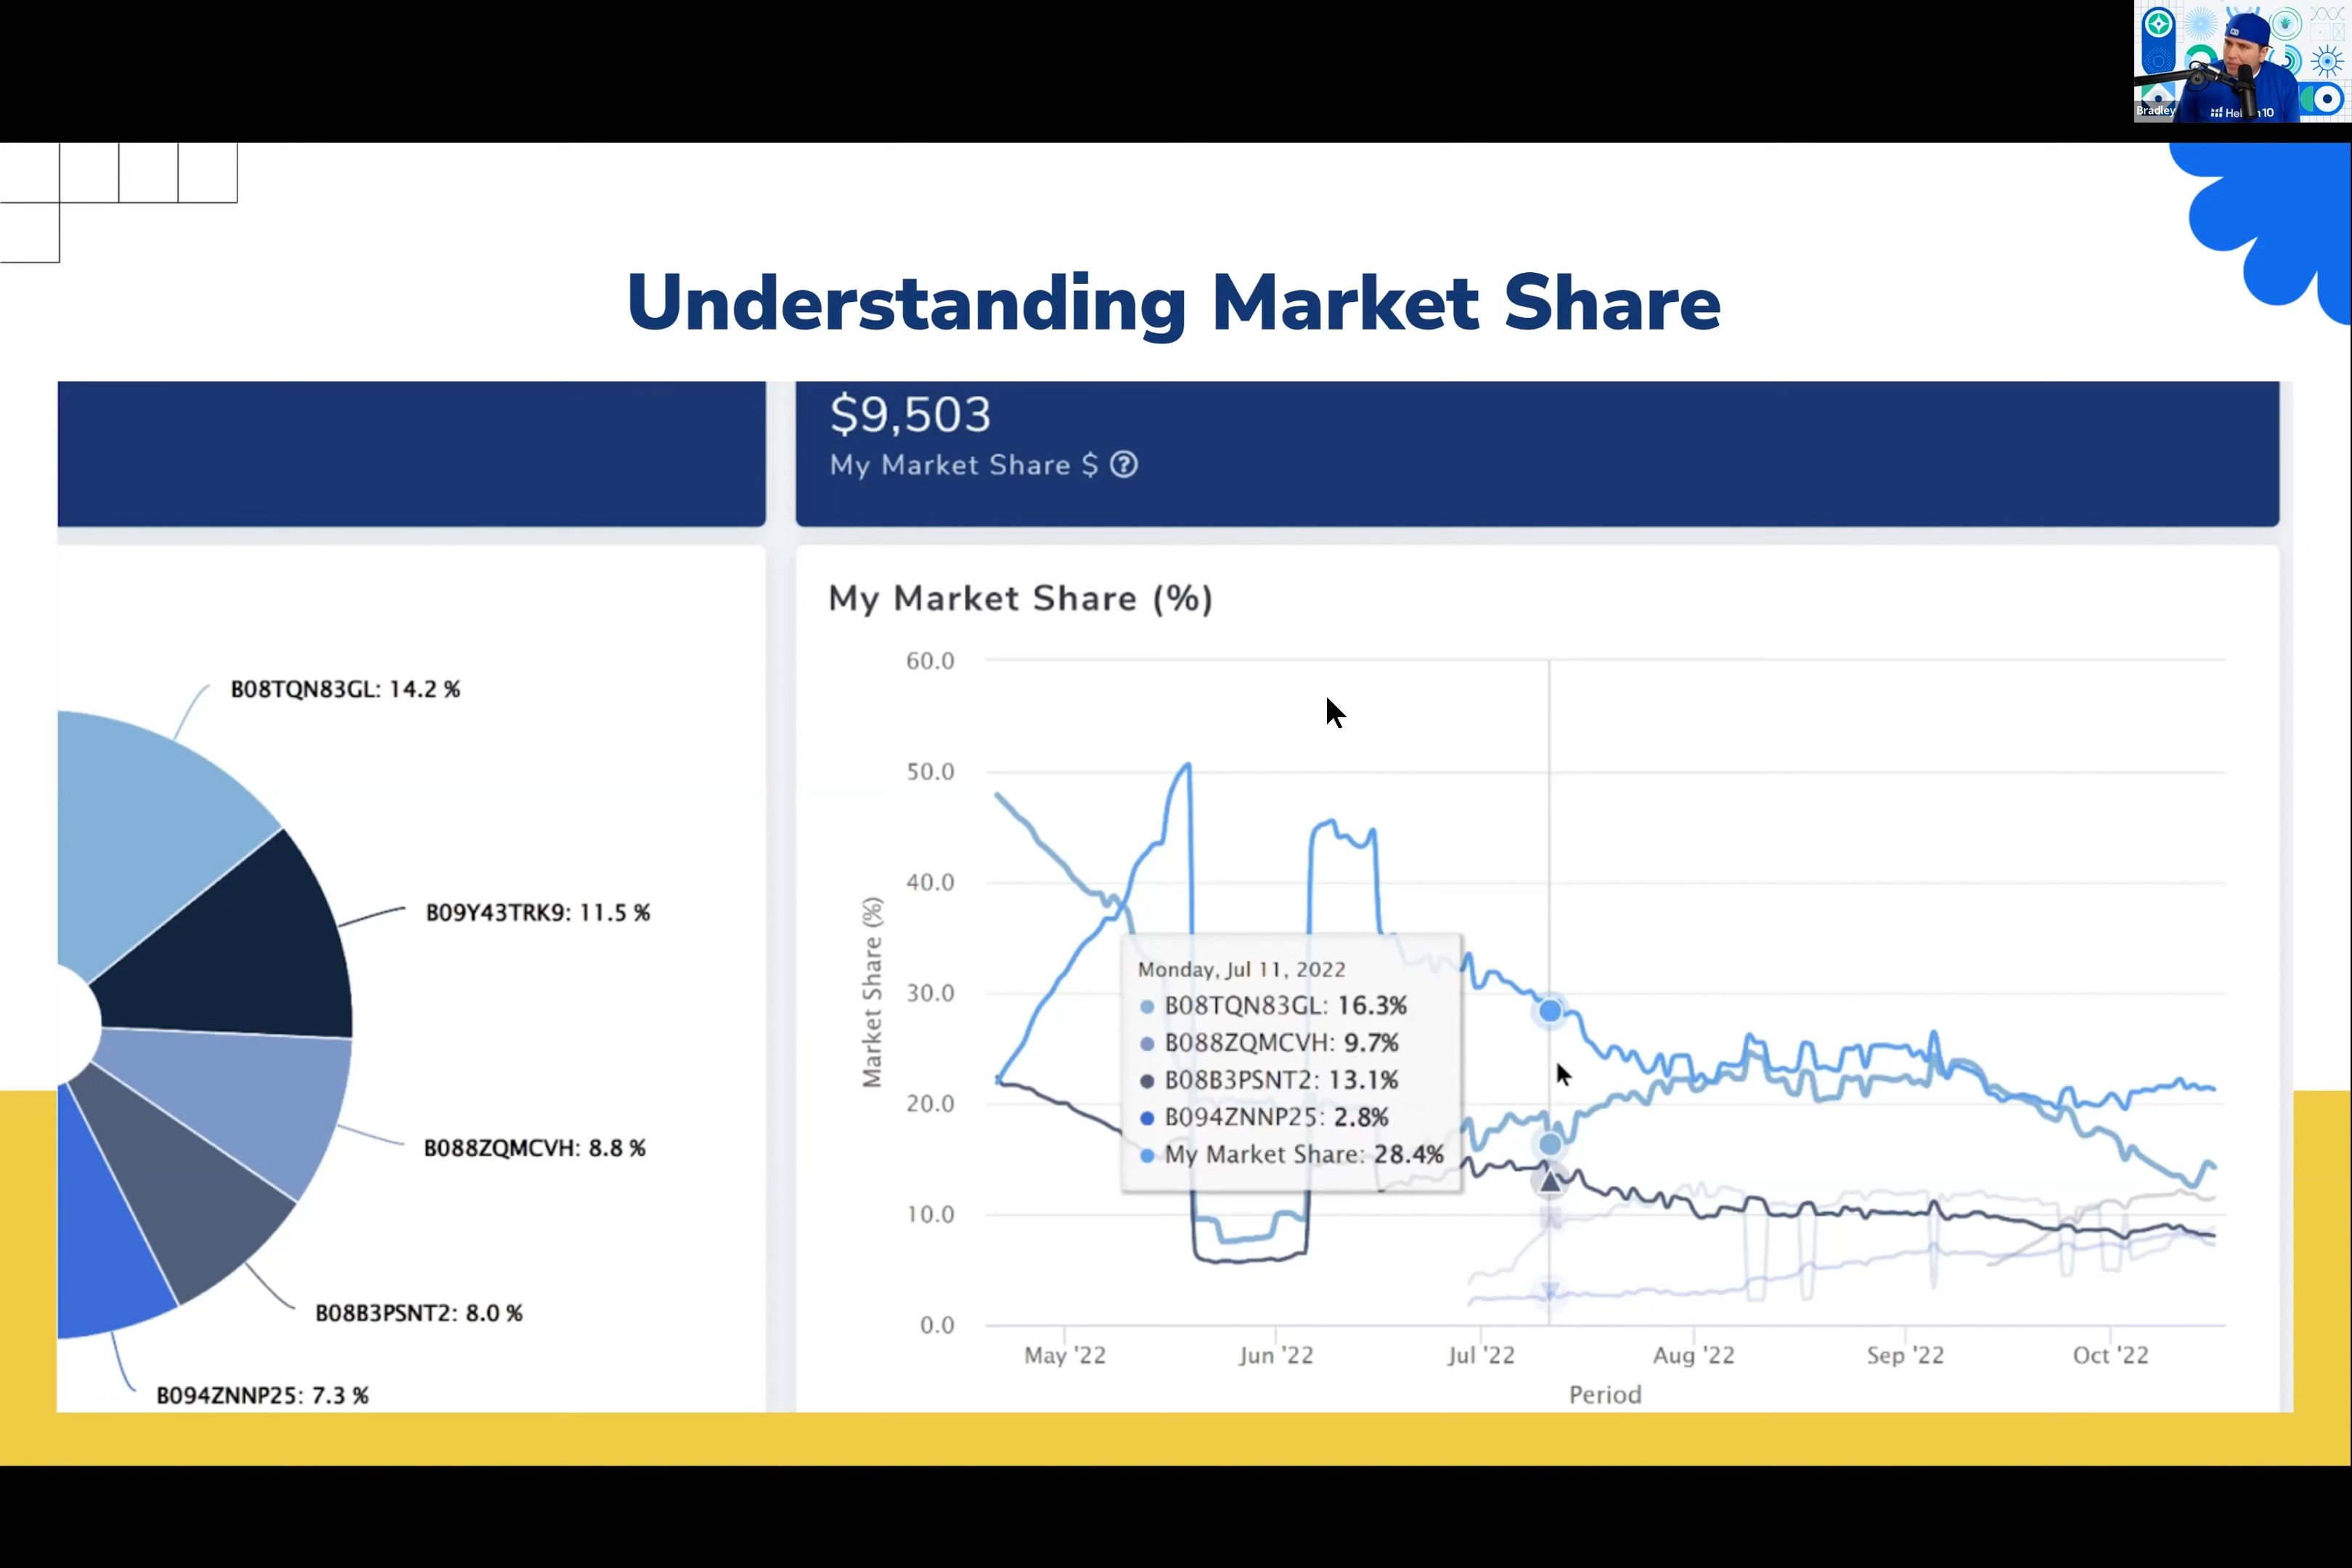 Bradley
Understanding Market Share
$9,503
My Market Share $ ?
B08TQN83GL: 14.2 %
B09Y43TRK9: 11.5 %
B088ZQMCVH: 8.8 %
B08B3PSNT2: 8.0 %
B094ZNNP25: 7.3 %
My Market Share (%)
Market Share (%)
60.0
50.0
40.0
30.0
20.0
10.0
0.0
Monday, Jul 11, 2022
B08TQN83GL: 16.3%
B088ZQMCVH: 9.7%
B08B3PSNT2: 13.1%
B094ZNNP25: 2.8%
My Market Share: 28.4%
May '22 Jun '22 Jul '22 Aug '22 Sep '22 Oct '22
Period